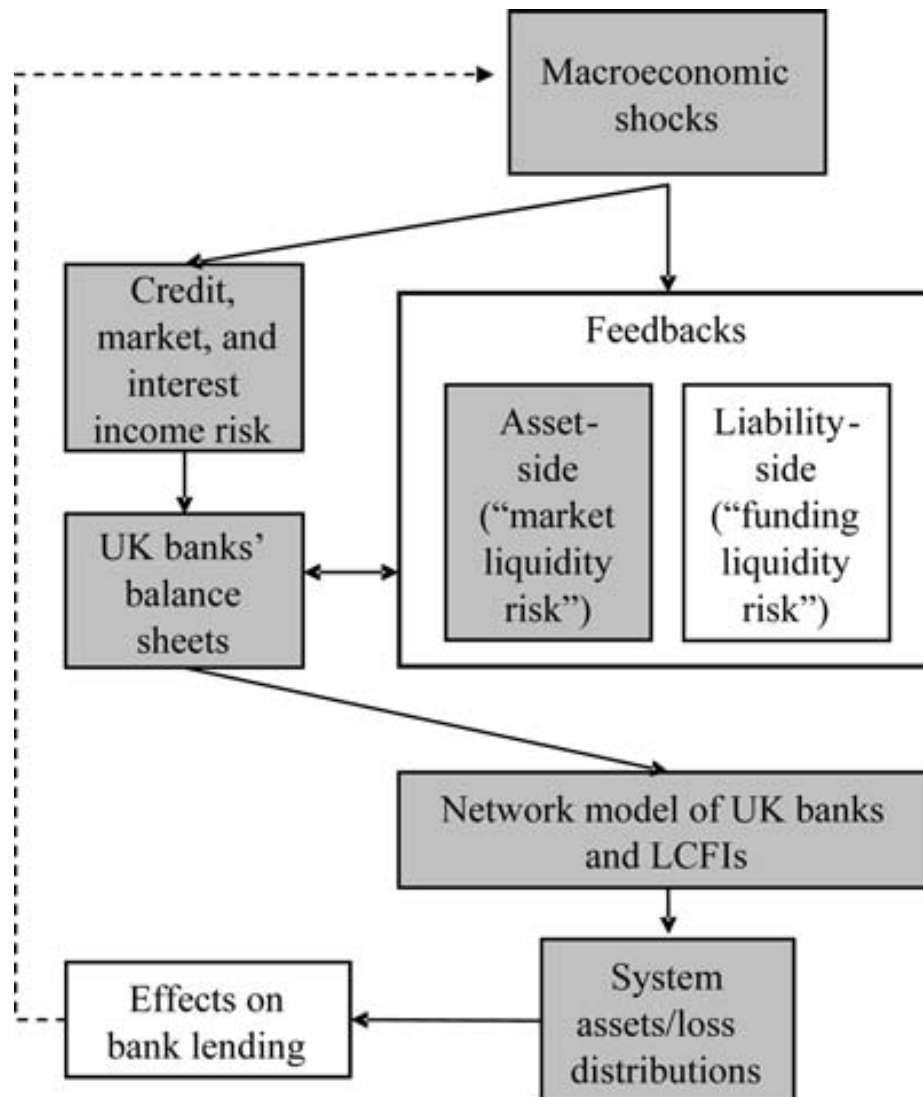 Macroeconomic
shocks
Credit,
market, and
interest
income risk
Feedbacks
Asset-
side
(“market
liquidity
risk”)
Liability-
side
(“funding
liquidity
risk”)
UK banks’
balance
sheets
Network model of UK banks
and LCFIs
System
assets/loss
distributions
Effects on
bank lending